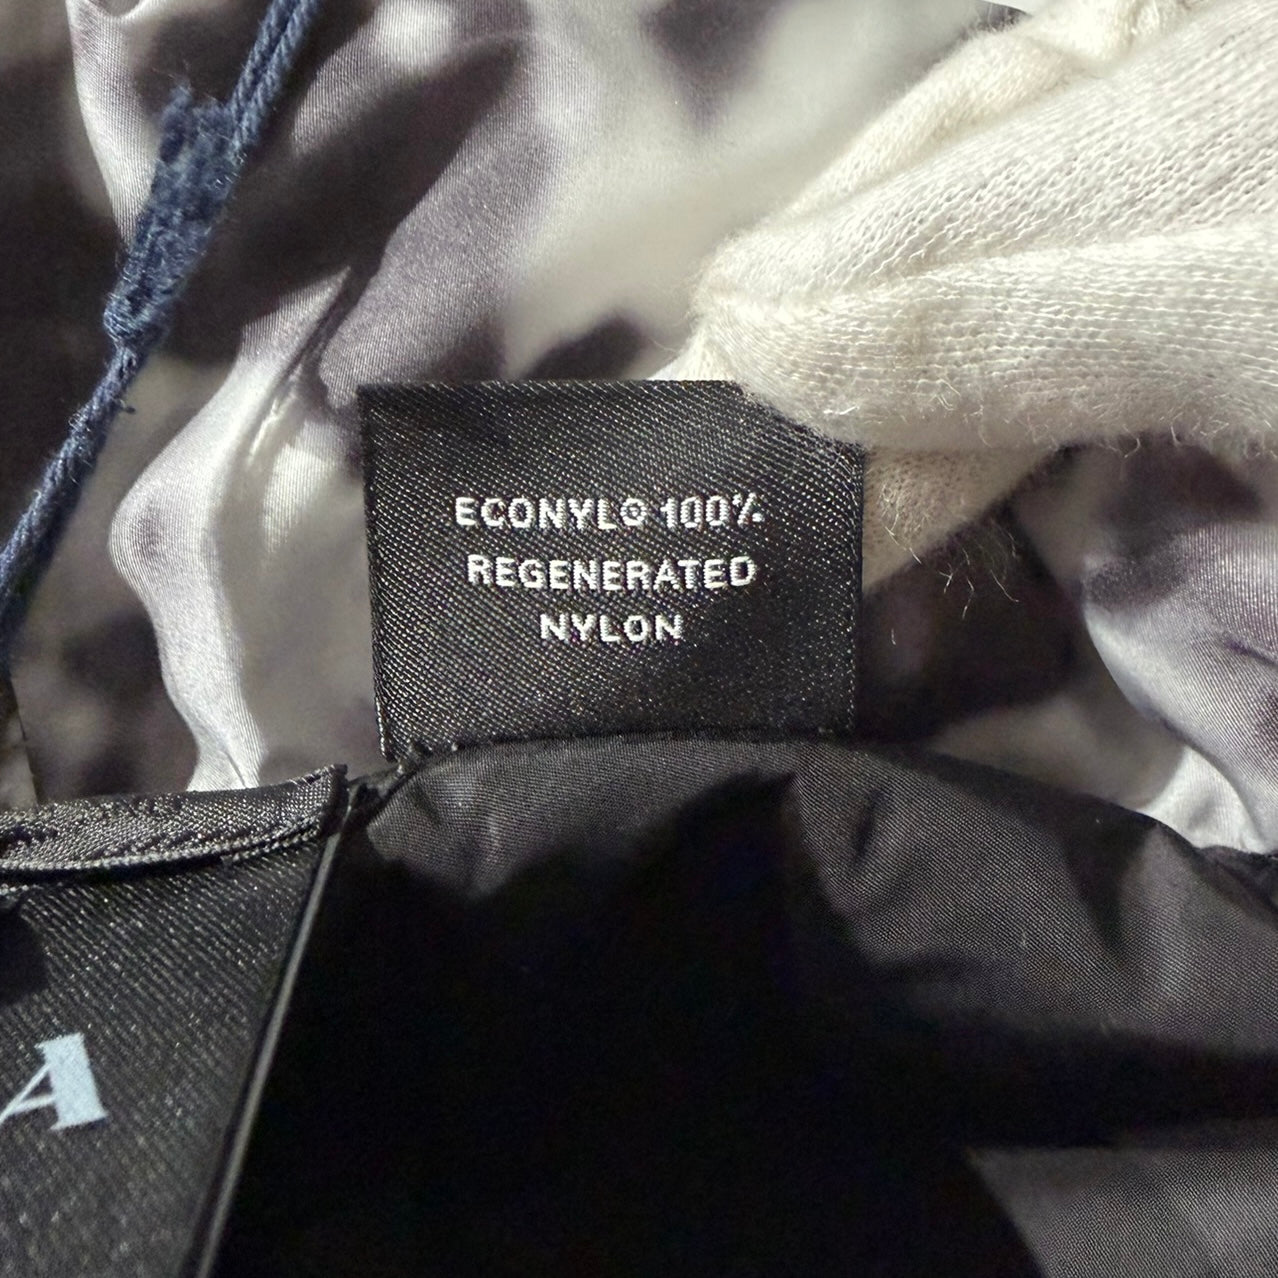 ECONYL® 100%
REGENERATED
NYLON
A